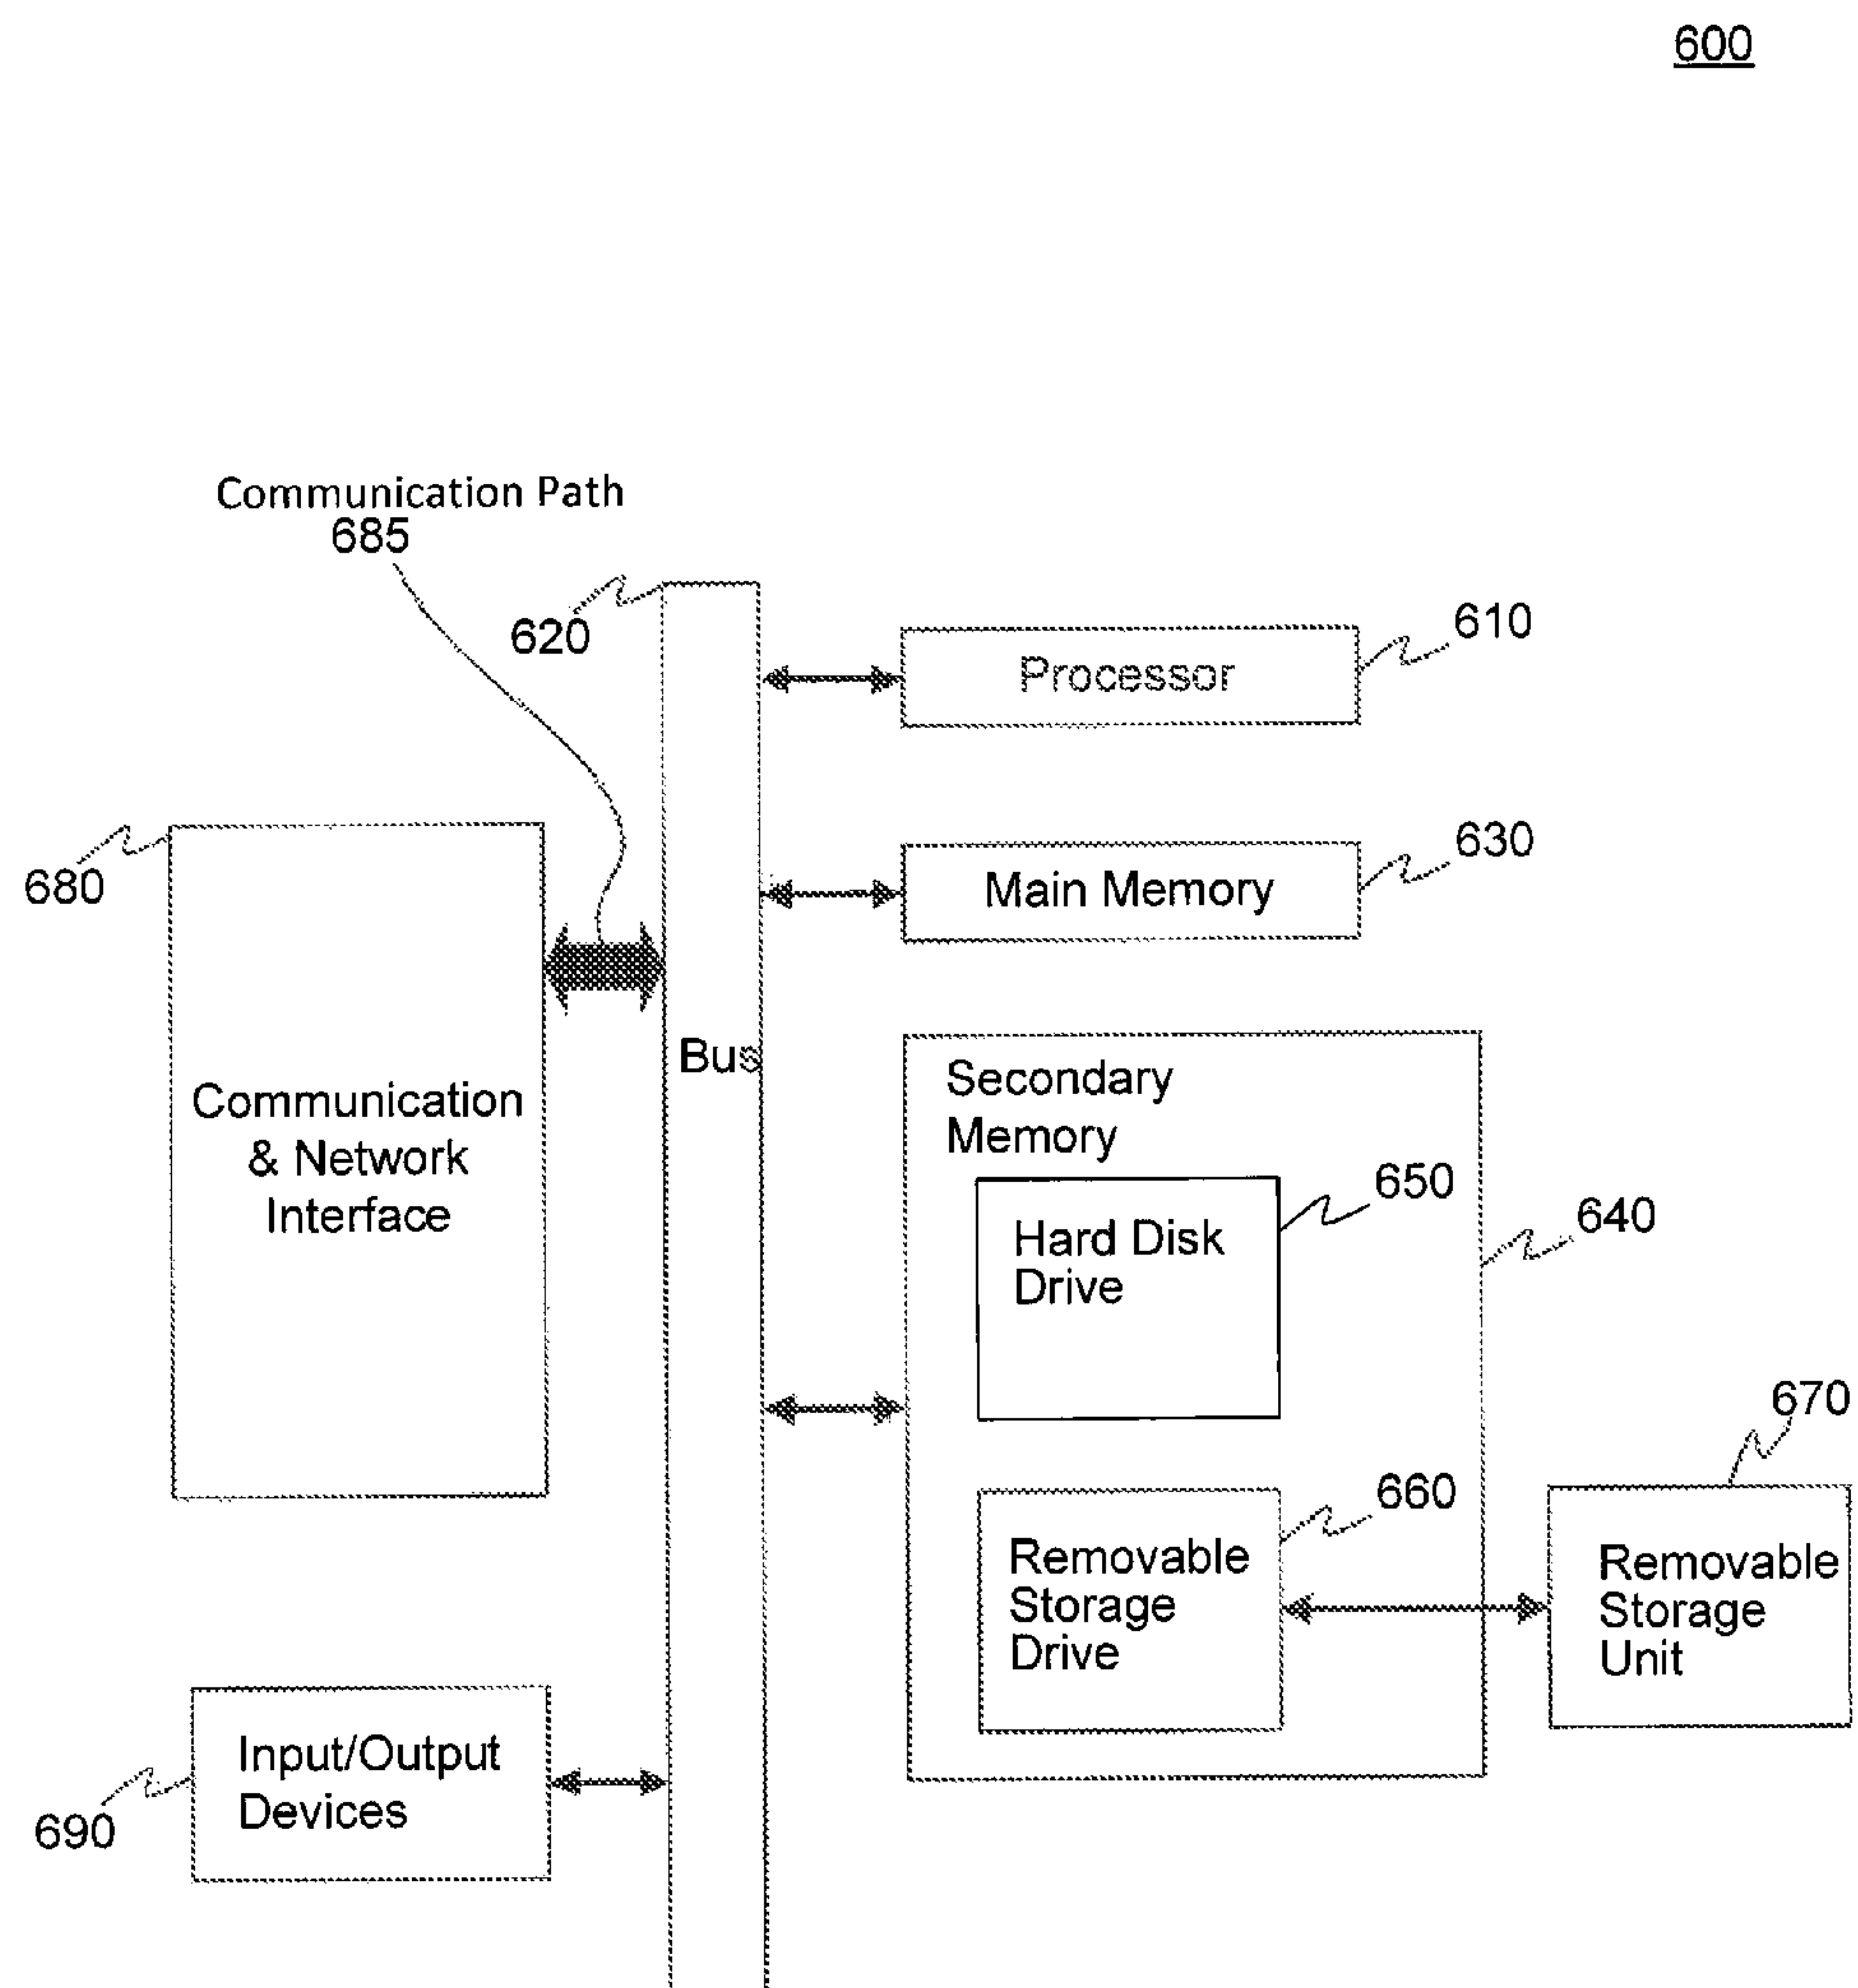 600
Communication Path
685
620
610
Processor
630
Main Memory
680
Communication
& Network
Interface
Bus
Secondary
Memory
650
Hard Disk
Drive
640
670
660
Removable
Storage
Drive
Removable
Storage
Unit
Input/Output
Devices
690